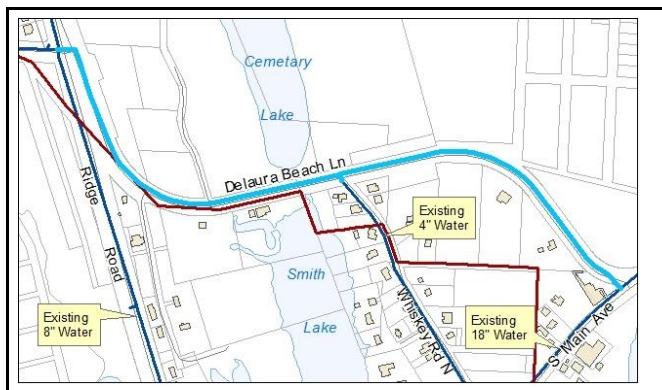 Cemetary
Lake
Delaura Beach Ln
Existing
4" Water
Ridge
Road
Smith
Lake
Whiskey Rd N
Existing
8" Water
Existing
18" Water
S Main Ave